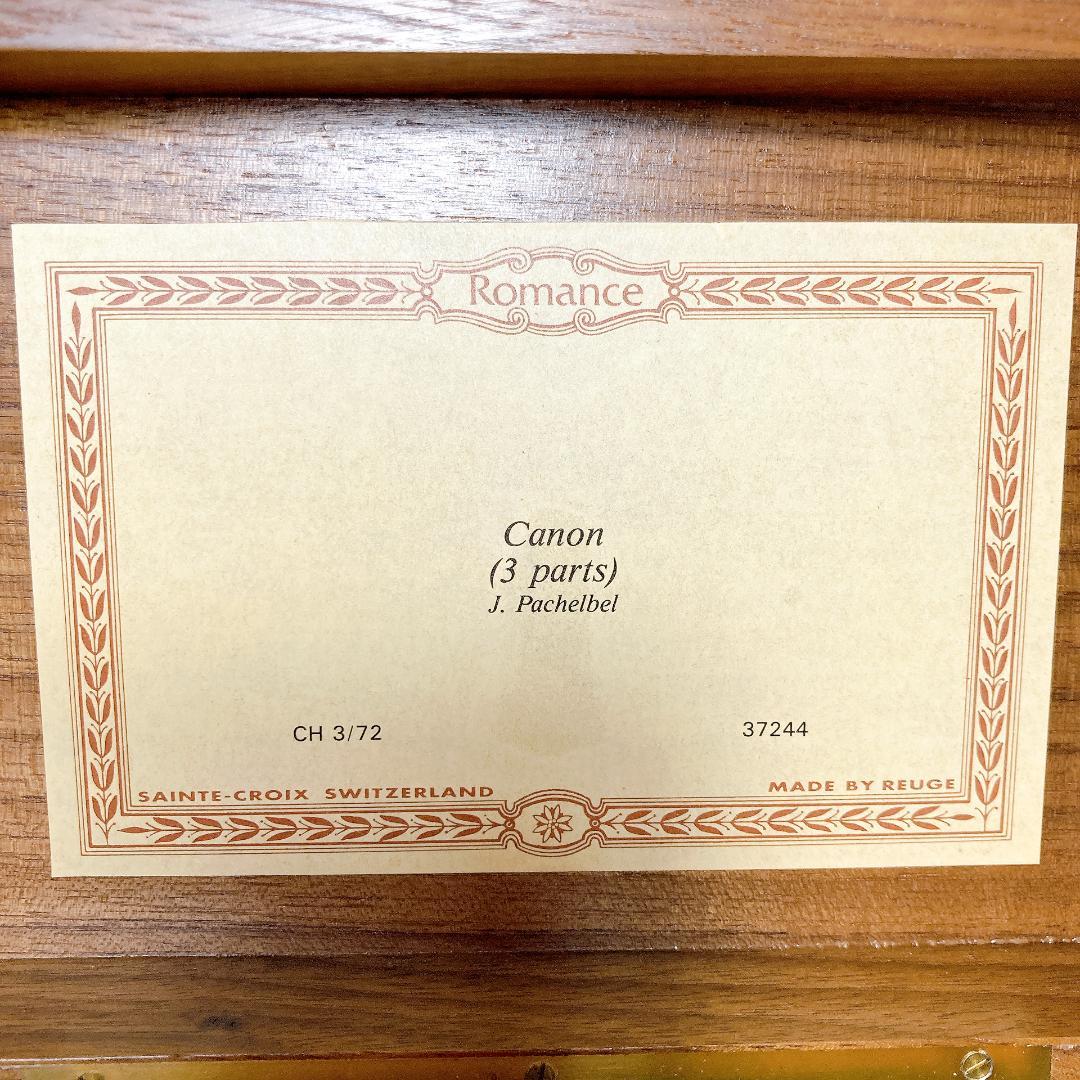 Romance
Canon
(3 parts)
J. Pachelbel
CH 3/72
37244
SAINTE-CROIX SWITZERLAND
MADE BY REUGE